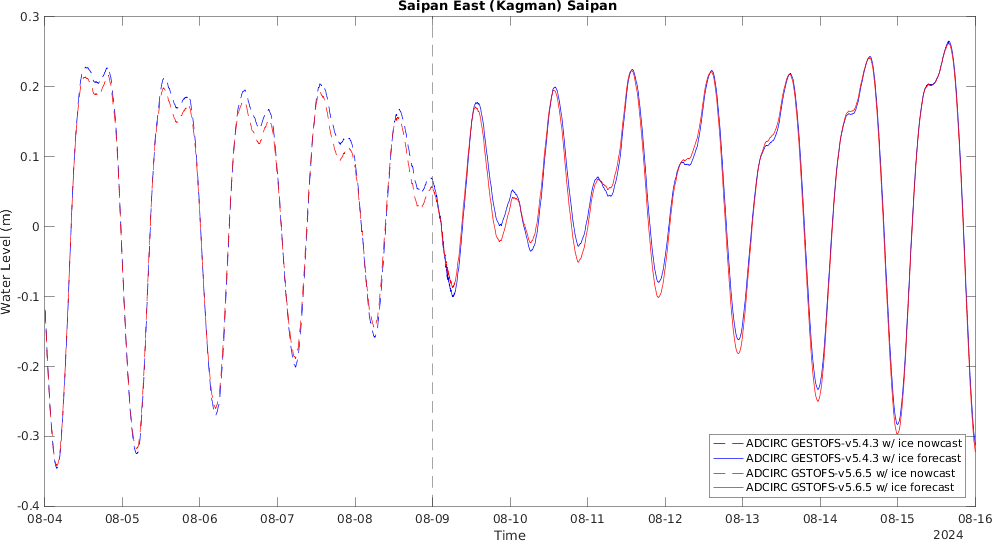 Saipan East (Kagman) Saipan
0.3
0.2
0.1
0
-0.1
-0.2
-0.3
-0.4
Water Level (m)
ADCIRC GESTOFS-v5.4.3 w/ ice nowcast
ADCIRC GESTOFS-v5.4.3 w/ ice forecast
ADCIRC GSTOFS-v5.6.5 w/ ice nowcast
ADCIRC GSTOFS-v5.6.5 w/ ice forecast
08-04 08-05 08-06 08-07 08-08 08-09 08-10 08-11 08-12 08-13 08-14 08-15 08-16
Time
2024